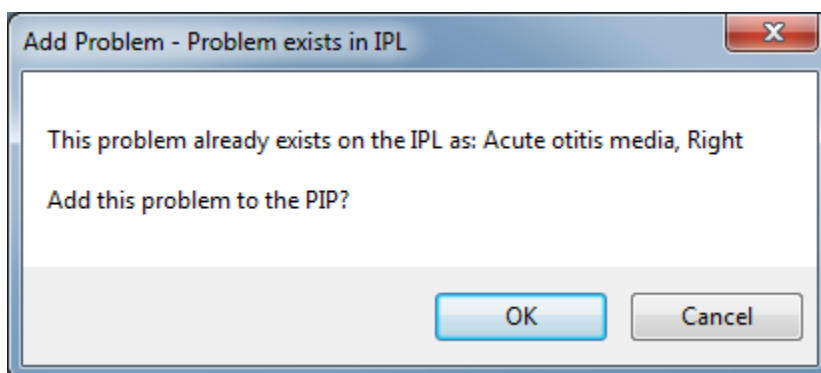 Add Problem - Problem exists in IPL
This problem already exists on the IPL as: Acute otitis media, Right
Add this problem to the PIP?
OK
Cancel